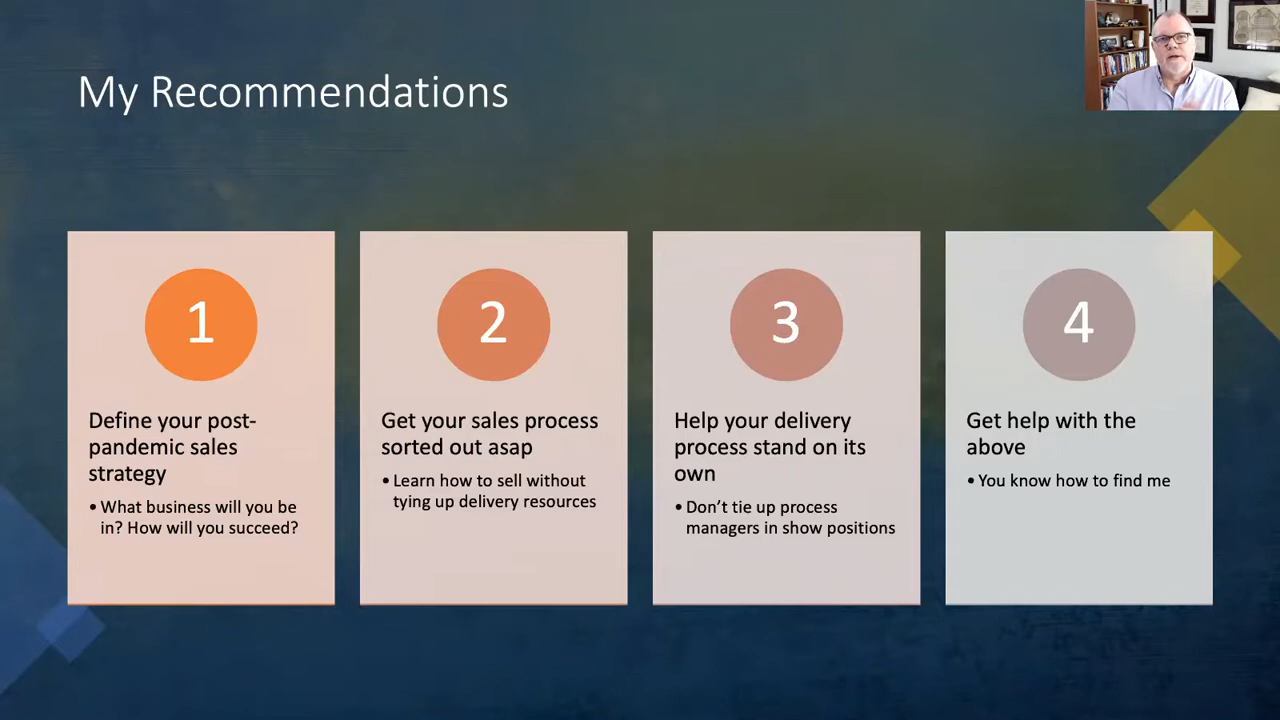 My Recommendations
1
Define your post-
pandemic sales
strategy
• What business will you be
in? How will you succeed?
2
Get your sales process
sorted out asap
• Learn how to sell without
tying up delivery resources
3
Help your delivery
process stand on its
own
• Don’t tie up process
managers in show positions
4
Get help with the
above
• You know how to find me